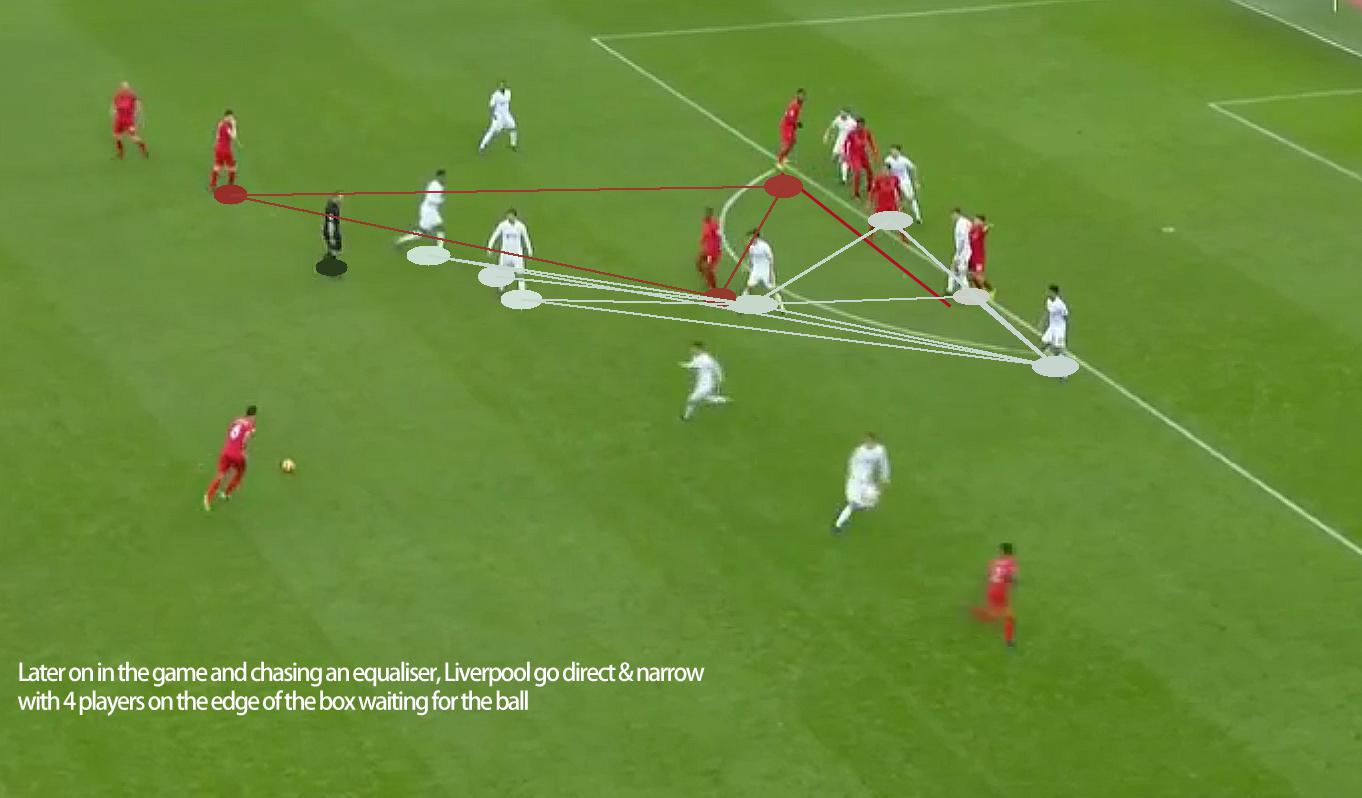 Later on in the game and chasing an equaliser, Liverpool go direct & narrow
with 4 players on the edge of the box waiting for the ball